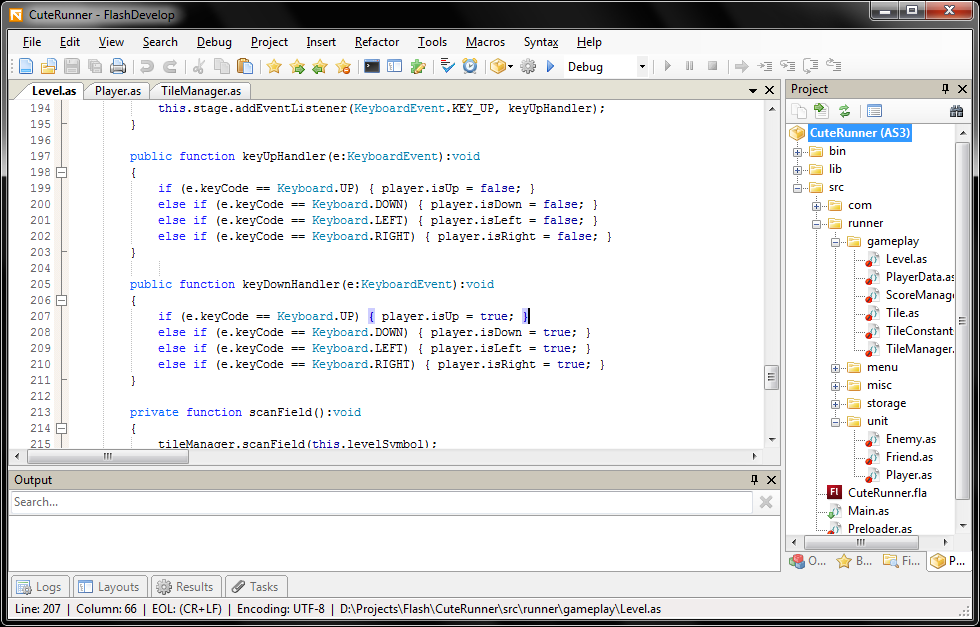 CuteRunner - FlashDevelop
File Edit View Search Debug Project Insert Refactor Tools Macros Syntax Help
Debug
Level.as Player.as TileManager.as
194 this.stage.addEventListener(KeyboardEvent.KEY_UP, keyUpHandler);
195 }
196
197 public function keyUpHandler(e:KeyboardEvent):void
198 {
199 if (e.keyCode == Keyboard.UP) { player.isUp = false; }
200 else if (e.keyCode == Keyboard.DOWN) { player.isDown = false; }
201 else if (e.keyCode == Keyboard.LEFT) { player.isLeft = false; }
202 else if (e.keyCode == Keyboard.RIGHT) { player.isRight = false; }
203 }
204
205 public function keyDownHandler(e:KeyboardEvent):void
206 {
207 if (e.keyCode == Keyboard.UP) { player.isUp = true; }
208 else if (e.keyCode == Keyboard.DOWN) { player.isDown = true; }
209 else if (e.keyCode == Keyboard.LEFT) { player.isLeft = true; }
210 else if (e.keyCode == Keyboard.RIGHT) { player.isRight = true; }
211 }
212
213 private function scanField():void
214 {
215 tileManager.scanField(this.levelSymbol);
Output
Search...
Project
CuteRunner (AS3)
bin
lib
src
com
runner
gameplay
Level.as
PlayerData.as
ScoreManag
Tile.as
TileConstant
TileManager.
menu
misc
storage
unit
Enemy.as
Friend.as
Player.as
Fl CuteRunner.fla
Main.as
Preloader.as
O... B... Fi... P...
Logs Layouts Results Tasks
Line: 207 | Column: 66 | EOL: (CR+LF) | Encoding: UTF-8 | D:\Projects\Flash\CuteRunner\src\runner\gameplay\Level.as